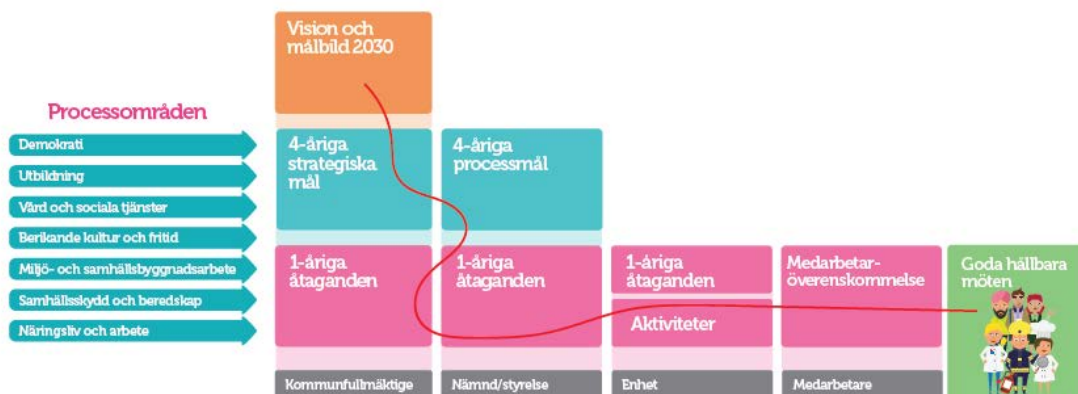 Vision och
målbild 2030
Processområden
Demokrati
Utbildning
Vård och sociala tjänster
Berikande kultur och fritid
Miljö- och samhällsbyggnadsarbete
Samhällsskydd och beredskap
Näringsliv och arbete
4-åriga
strategiska
mål
4-åriga
processmål
1-åriga
åtaganden
1-åriga
åtaganden
1-åriga
åtaganden
Aktiviteter
Medarbetar-
överenskommelse
Goda hållbara
möten
Kommunfullmäktige
Nämnd/styrelse
Enhet
Medarbetare